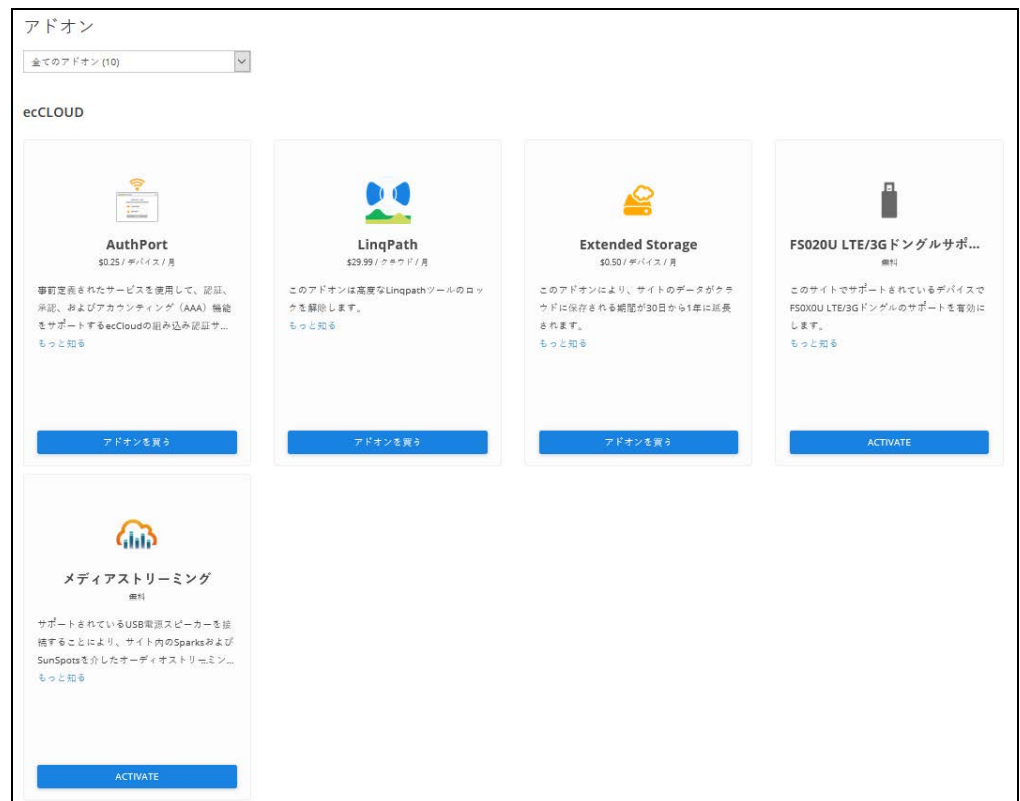 アドオン
全てのアドオン (10)
ecCLOUD
AuthPort
$0.25 / デバイス / 月
事前定義されたサービスを使用して、認証、
承認、およびアカウンティング（AAA）機能
をサポートするecCloudの組み込み認証サ...
もっと知る
アドオンを買う
LinqPath
$29.99 / クラウド / 月
このアドオンは高度なLinqpathツールのロッ
クを解除します。
もっと知る
アドオンを買う
Extended Storage
$0.50 / デバイス / 月
このアドオンにより、サイトのデータがクラ
ウドに保存される期間が30日から1年に延長
されます。
もっと知る
アドオンを買う
FS020U LTE/3Gドングルサポ...
無料
このサイトでサポートされているデバイスで
FS0X0U LTE/3Gドングルのサポートを有効に
します。
もっと知る
ACTIVATE
メディアストリーミング
無料
サポートされているUSB電源スピーカーを接
続することにより、サイト内のSparksおよび
SunSpotsを介したオーディオストリーミン...
もっと知る
ACTIVATE